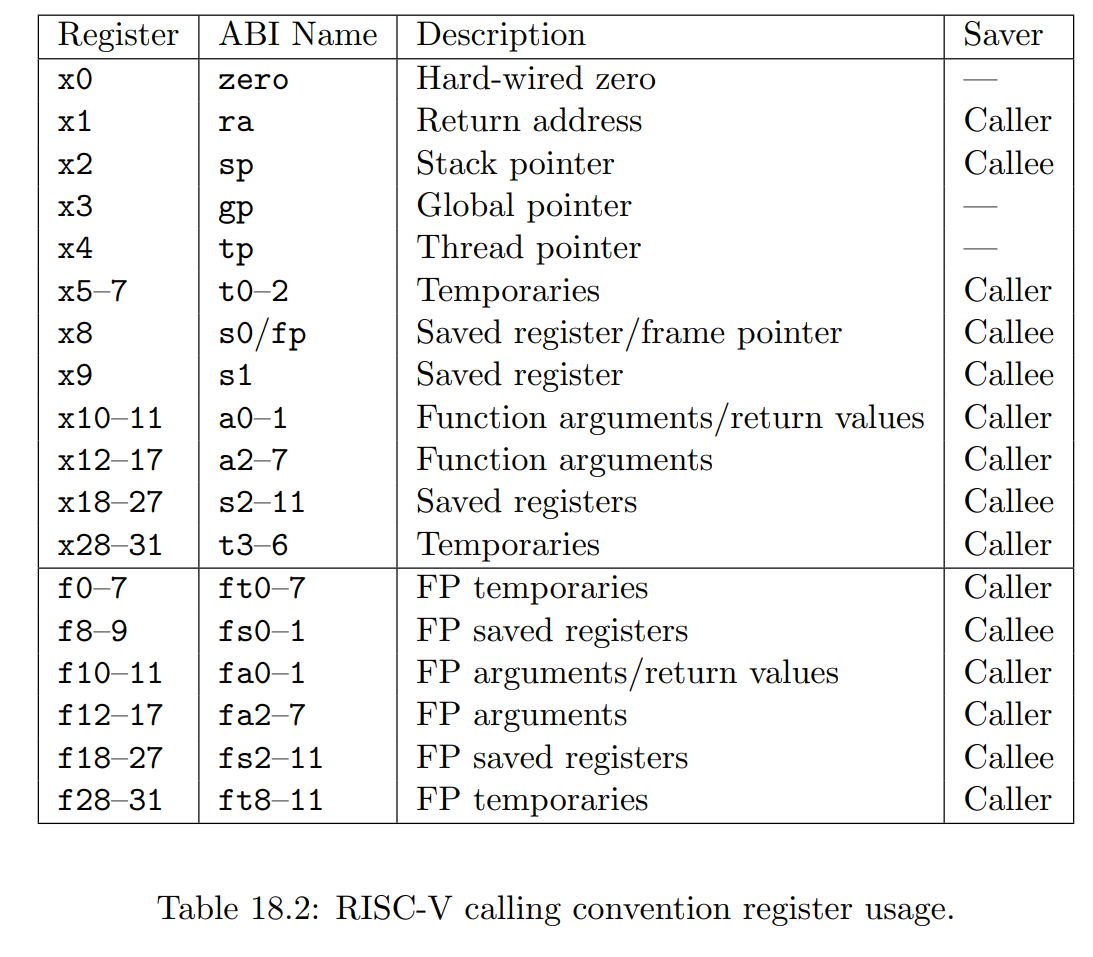 Register ABI Name Description Saver
x0 zero Hard-wired zero —
x1 ra Return address Caller
x2 sp Stack pointer Callee
x3 gp Global pointer —
x4 tp Thread pointer —
x5–7 t0–2 Temporaries Caller
x8 s0/fp Saved register/frame pointer Callee
x9 s1 Saved register Callee
x10–11 a0–1 Function arguments/return values Caller
x12–17 a2–7 Function arguments Caller
x18–27 s2–11 Saved registers Callee
x28–31 t3–6 Temporaries Caller
f0–7 ft0–7 FP temporaries Caller
f8–9 fs0–1 FP saved registers Callee
f10–11 fa0–1 FP arguments/return values Caller
f12–17 fa2–7 FP arguments Caller
f18–27 fs2–11 FP saved registers Callee
f28–31 ft8–11 FP temporaries Caller
Table 18.2: RISC-V calling convention register usage.